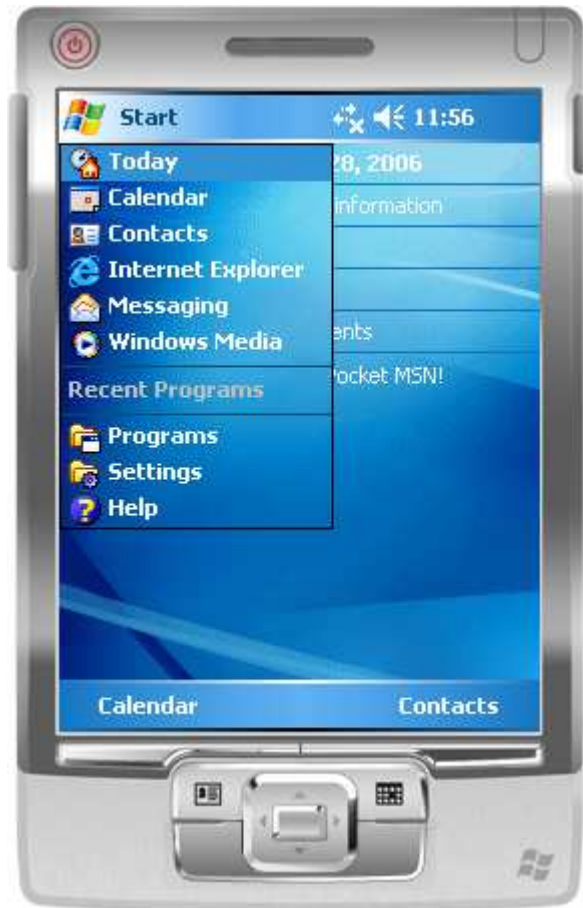 Start 11:56
Today
28, 2006
Calendar
information
Contacts
Internet Explorer
Messaging
Windows Media
ents
Pocket MSN!
Recent Programs
Programs
Settings
Help
Calendar
Contacts